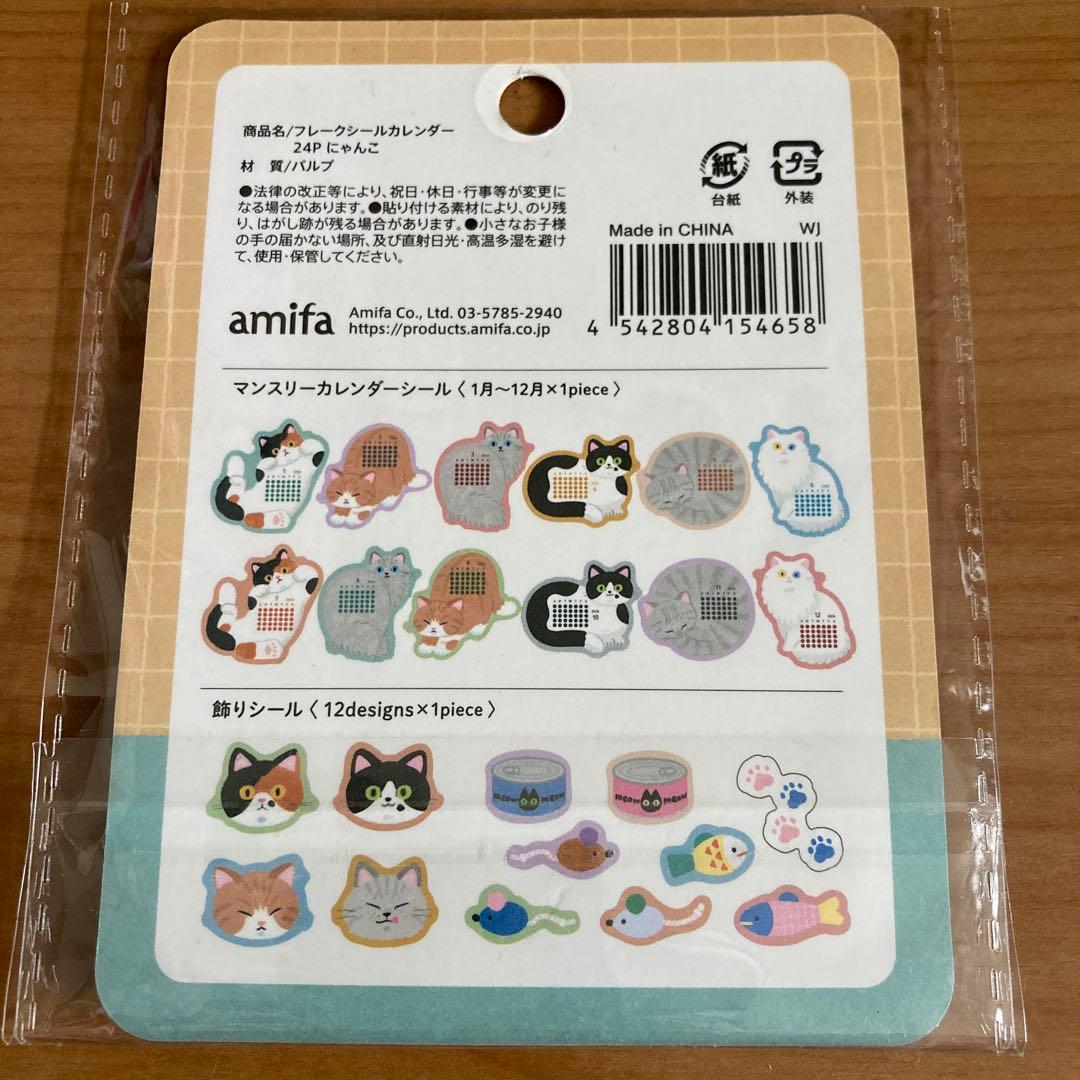 商品名/フレークシールカレンダー
24P にゃんこ
材 質/パルプ
●法律の改正等により、祝日・休日・行事等が変更に
なる場合があります。●貼り付ける素材により、のり残
り、はがし跡が残る場合があります。●小さなお子様
の手の届かない場所、及び直射日光・高温多湿を避け
て、使用・保管してください。
紙
台紙
プラ
外装
Made in CHINA WJ
4 542804 154658
amifa
Amifa Co., Ltd. 03-5785-2940
https://products.amifa.co.jp
マンスリーカレンダーシール〈 1月〜12月×1piece 〉
飾りシール〈 12designs×1piece 〉
meow meow
meow meow